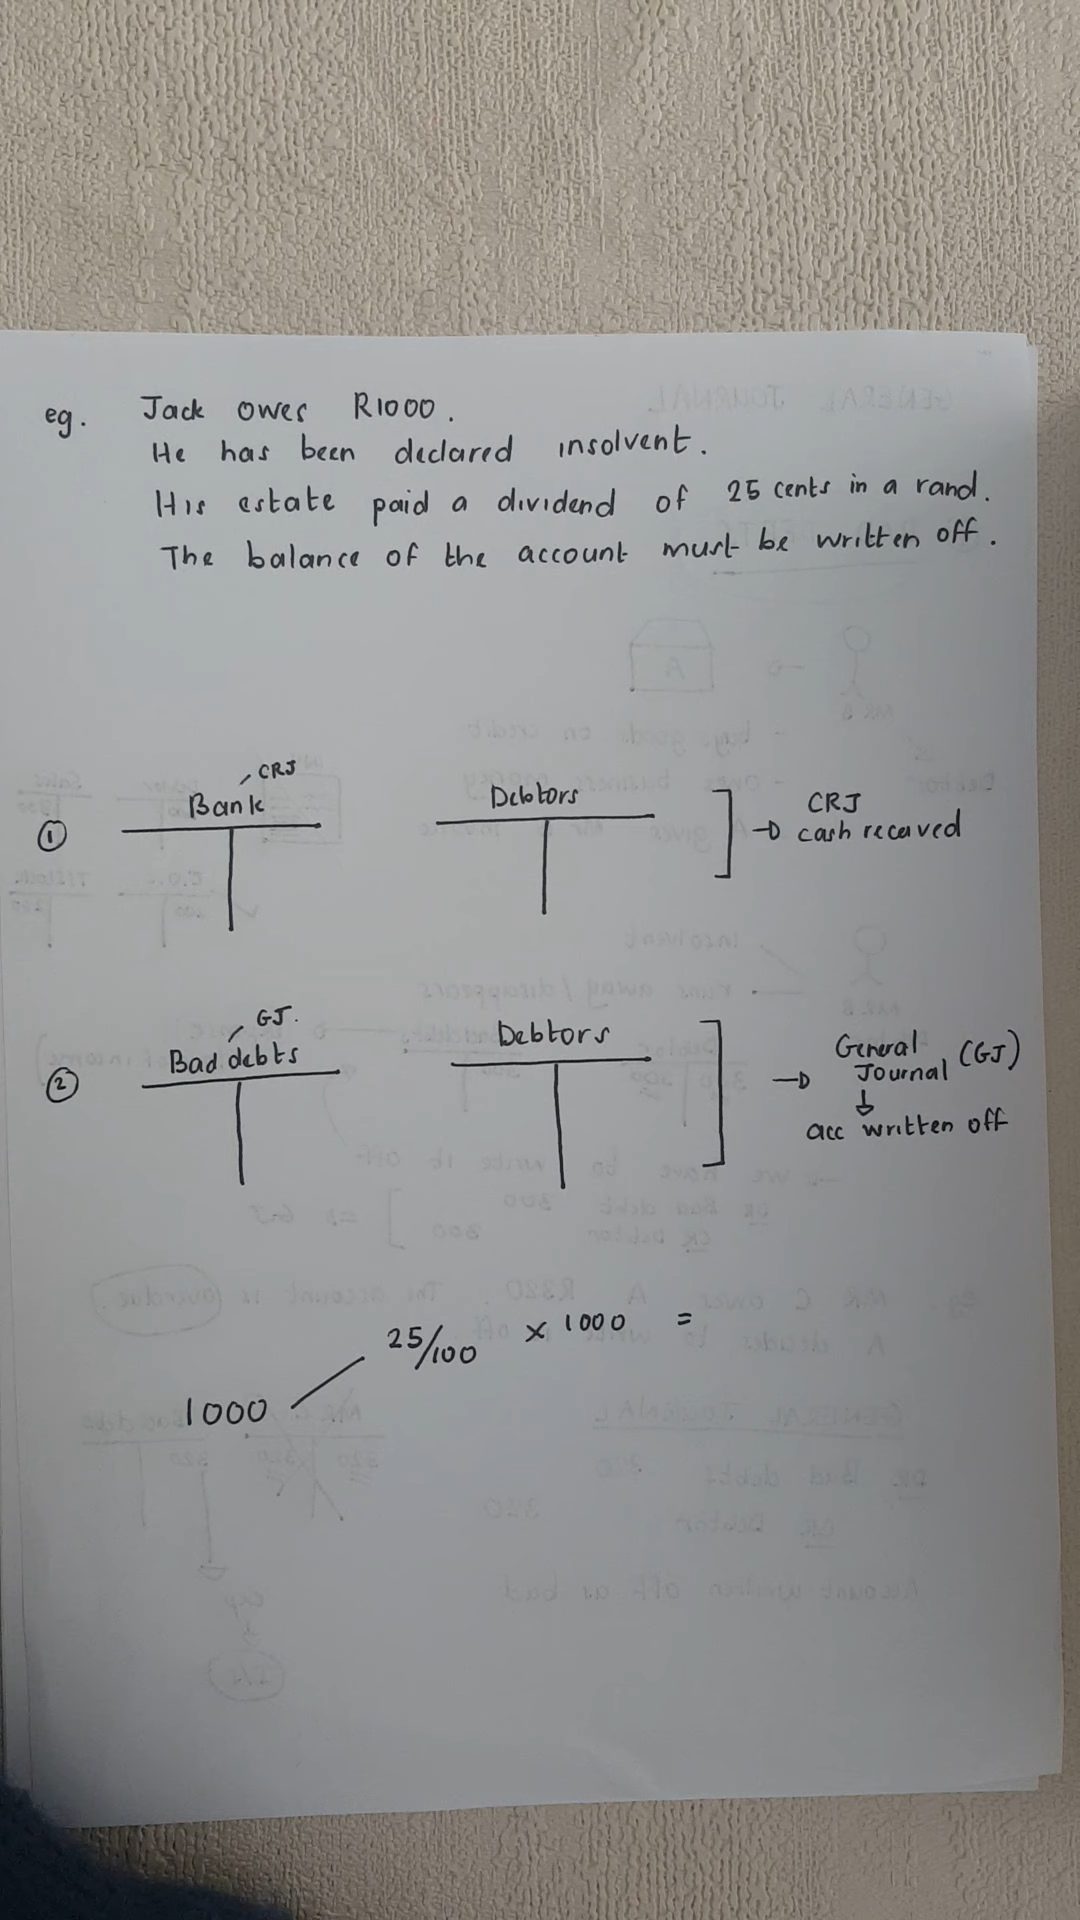 eg. Jack owes R1000.
He has been declared insolvent.
His estate paid a dividend of 25 cents in a rand.
The balance of the account must be written off.
CRJ
Bank
Debtors
①
CRJ
cash received
GJ.
Bad debts
Debtors
②
General
Journal (GJ)
acc written off
25/100 × 1000 =
1000